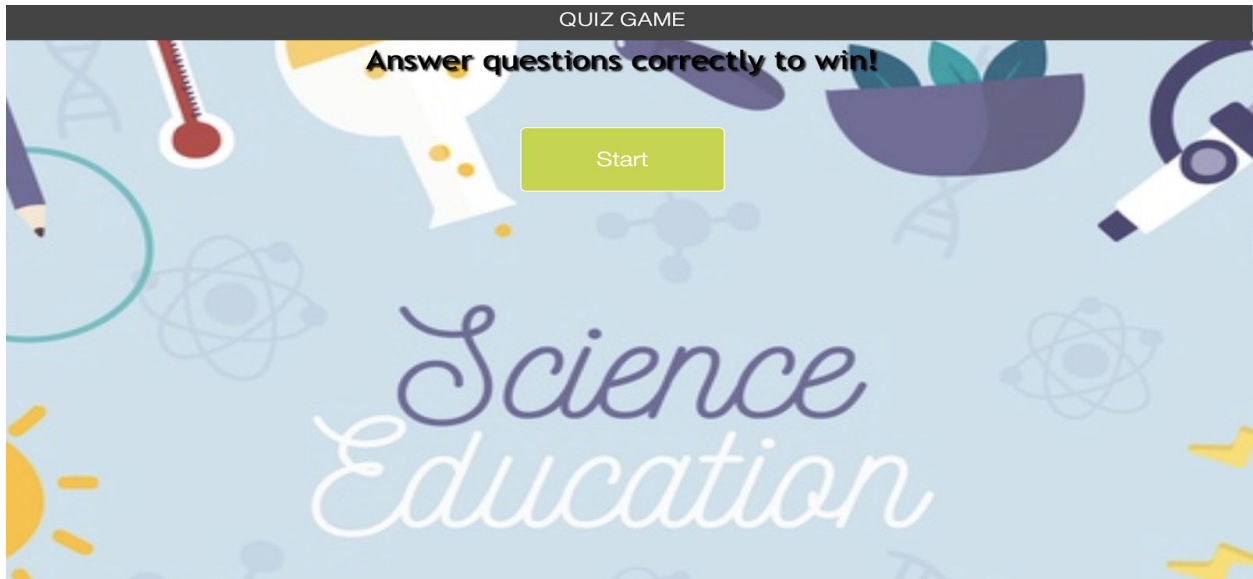 QUIZ GAME
Answer questions correctly to win!
Start
Science
Education